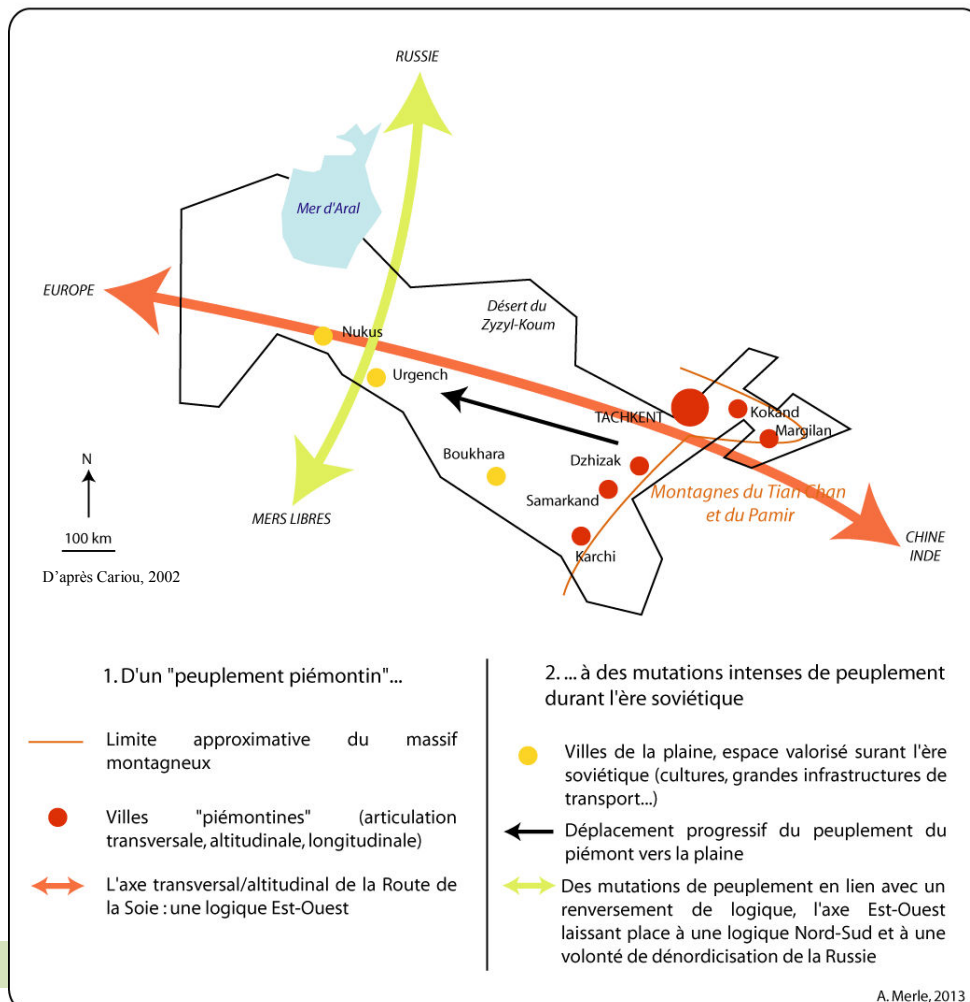 RUSSIE
Mer d'Aral
EUROPE
Désert du
Zyzyl-Koum
Nukus
Urgench
TACHKENT
Kokand
Margilan
Boukhara
Dzhizak
N
Samarkand
Montagnes du Tian Chan
et du Pamir
MERS LIBRES
Karchi
100 km
CHINE
INDE
D'après Cariou, 2002
1. D'un "peuplement piémontin"...
Limite approximative du massif
montagneux
Villes "piémontines" (articulation
transversale, altitudinale, longitudinale)
L'axe transversal/altitudinal de la Route de
la Soie : une logique Est-Ouest
2. ... à des mutations intenses de peuplement
durant l'ère soviétique
Villes de la plaine, espace valorisé surant l'ère
soviétique (cultures, grandes infrastructures de
transport...)
Déplacement progressif du peuplement du
piémont vers la plaine
Des mutations de peuplement en lien avec un
renversement de logique, l'axe Est-Ouest
laissant place à une logique Nord-Sud et à une
volonté de dénordicisation de la Russie
A. Merle, 2013